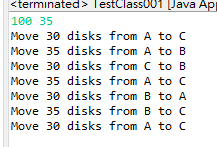 <terminated> TestClass001 [Java App
100 35
Move 30 disks from A to C
Move 35 disks from A to B
Move 30 disks from C to B
Move 35 disks from A to C
Move 30 disks from B to A
Move 35 disks from B to C
Move 30 disks from A to C